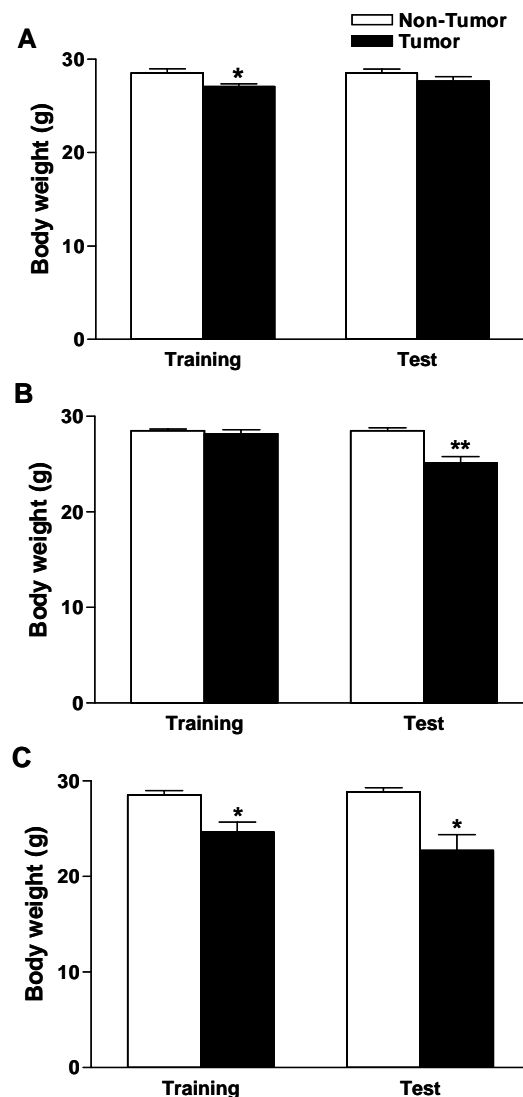 Non-Tumor
Tumor
A
30
20
10
0
Body weight (g)
*
Training
Test
B
30
20
10
0
Body weight (g)
**
Training
Test
C
30
20
10
0
Body weight (g)
*
*
Training
Test